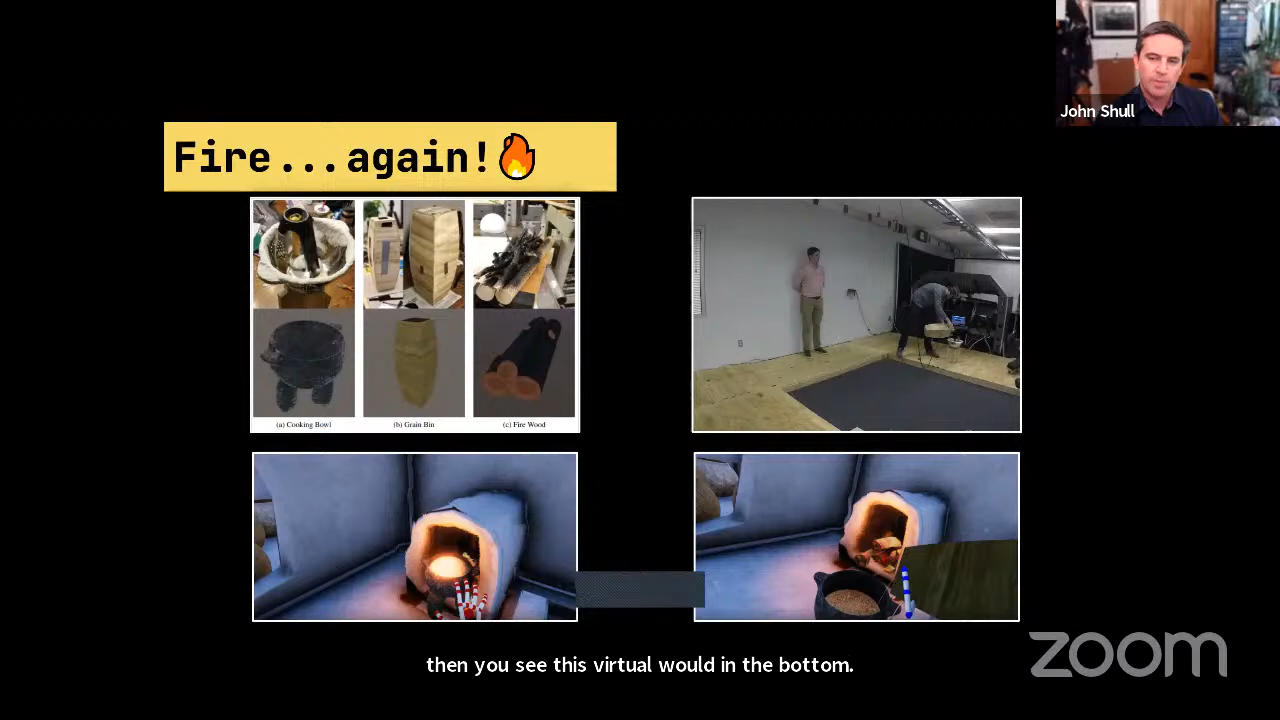 John Shull
Fire...again!
(a) Cooking Bowl
(b) Grain Bin
(c) Fire Wood
then you see this virtual would in the bottom.
zoom